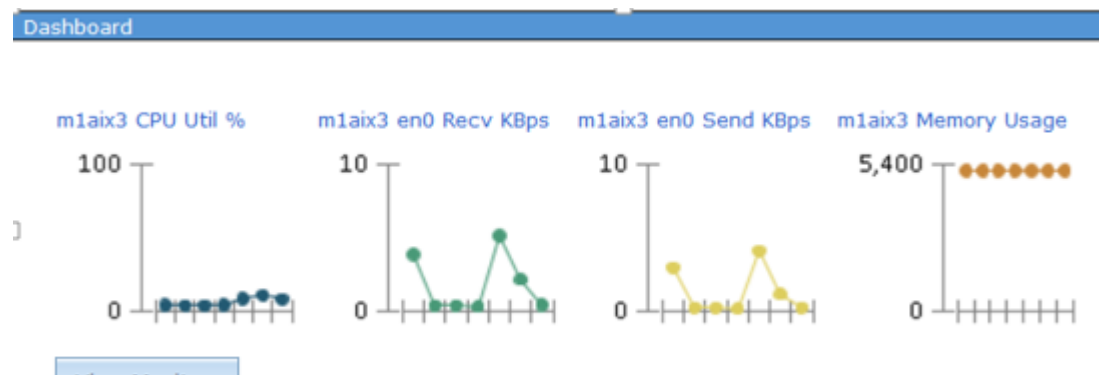 Dashboard
m1aix3 CPU Util %
m1aix3 en0 Recv KBps
m1aix3 en0 Send KBps
m1aix3 Memory Usage
100
10
10
5,400
0
0
0
0